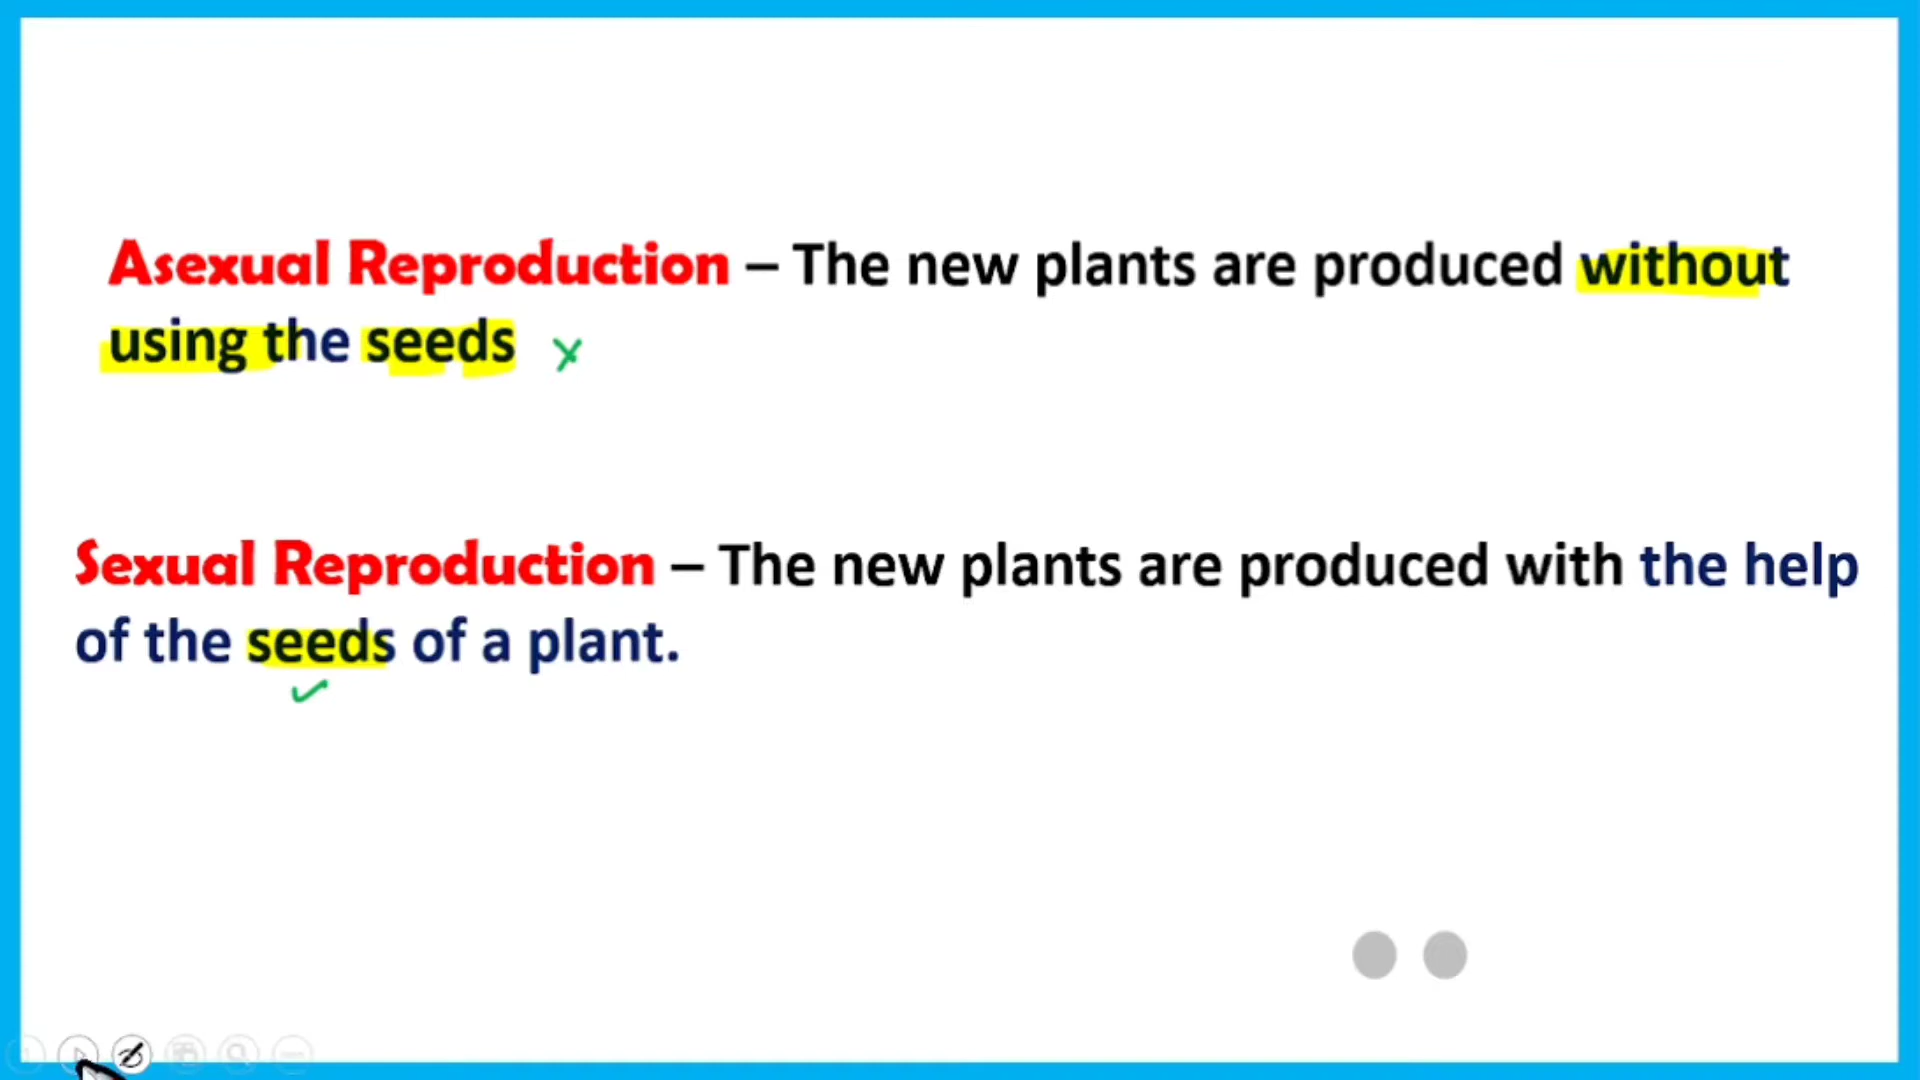 Asexual Reproduction – The new plants are produced without
using the seeds
Sexual Reproduction – The new plants are produced with the help
of the seeds of a plant.